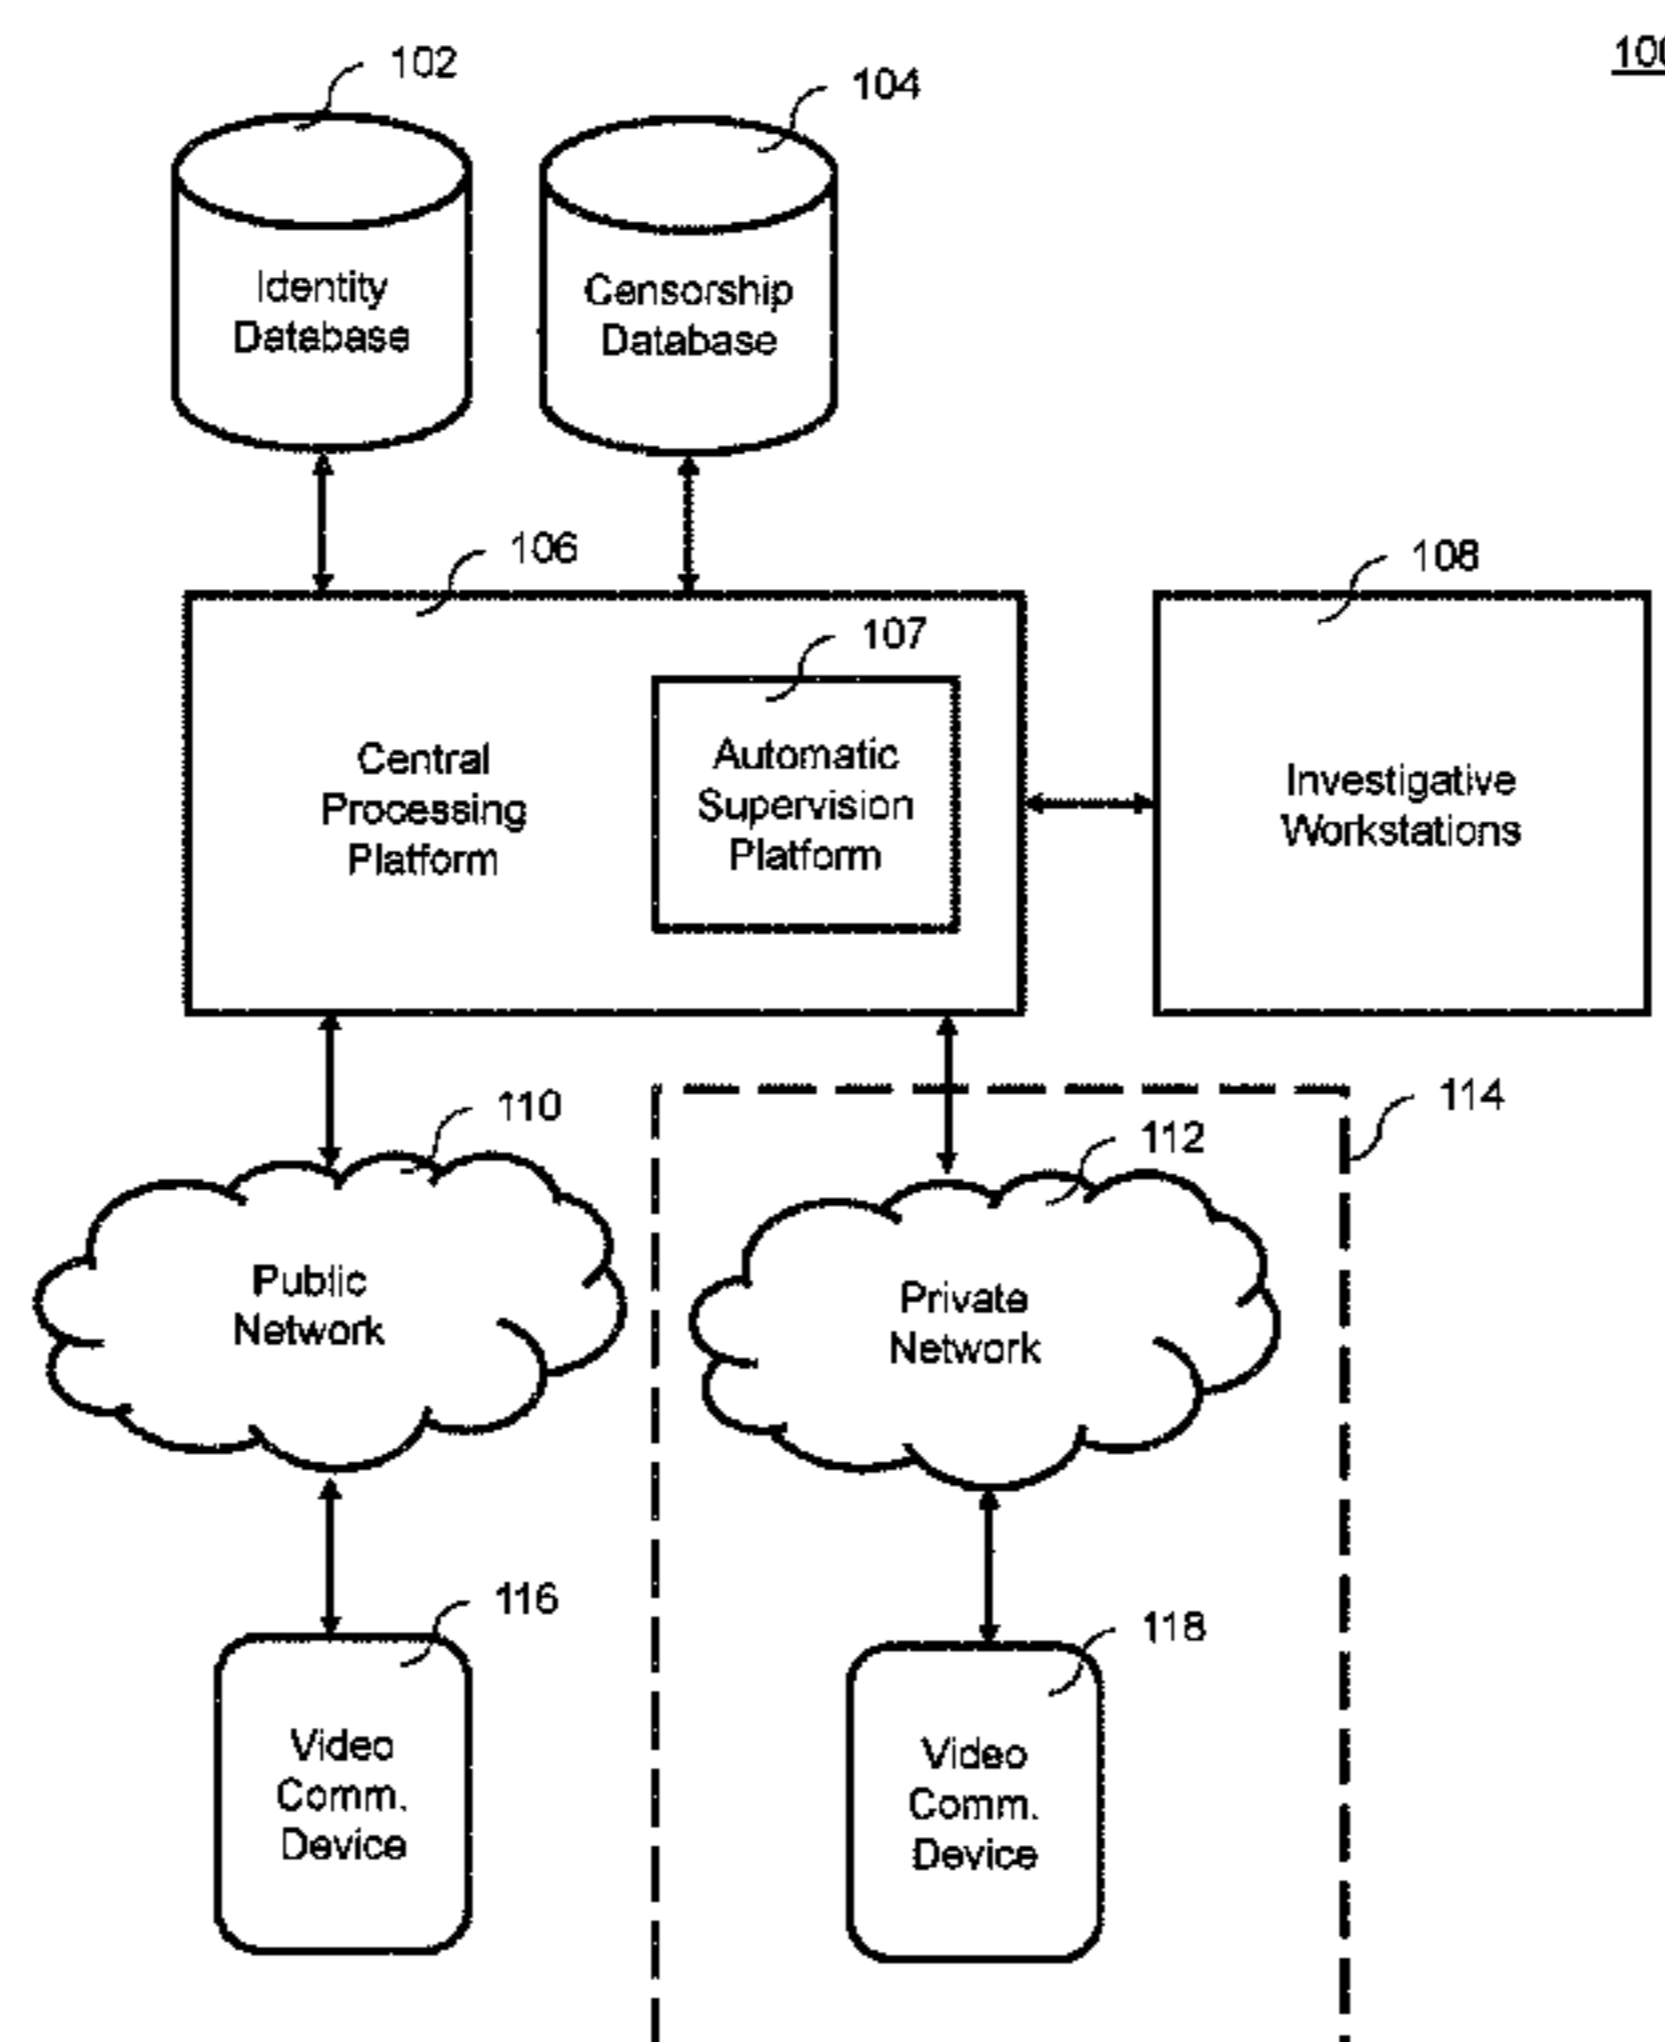 100
102
104
Identity
Database
Censorship
Database
106
108
107
Central
Processing
Platform
Automatic
Supervision
Platform
Investigative
Workstations
110
112
114
Public
Network
Private
Network
116
118
Video
Comm.
Device
Video
Comm.
Device